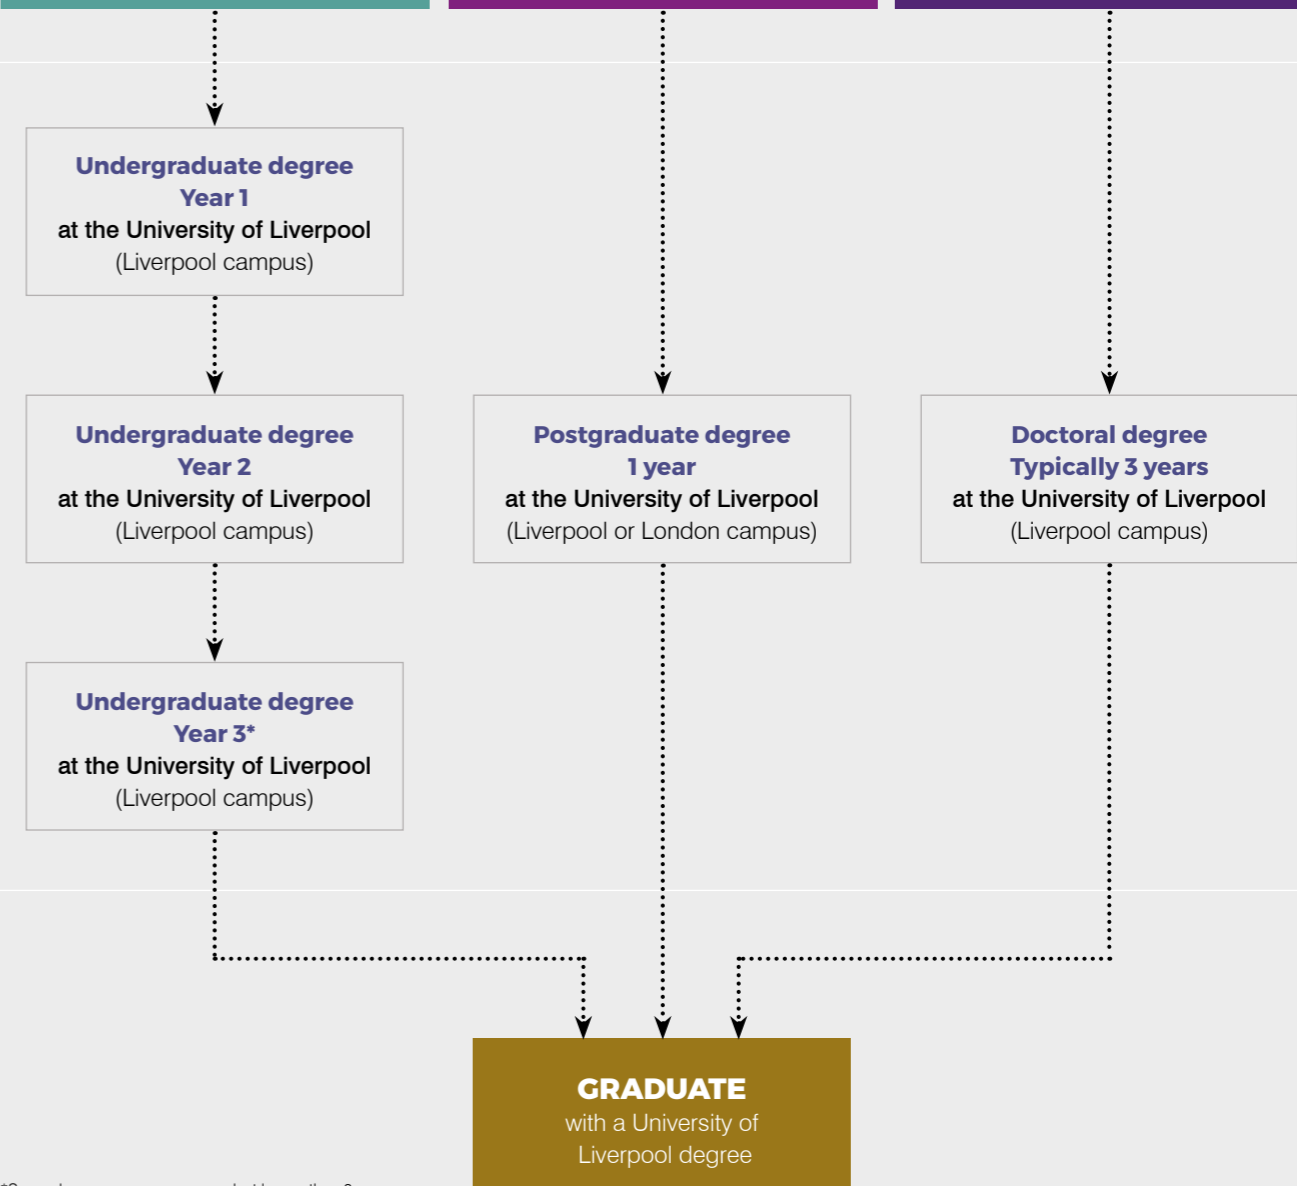 Undergraduate degree
Year 1
at the University of Liverpool
(Liverpool campus)
Undergraduate degree
Year 2
at the University of Liverpool
(Liverpool campus)
Undergraduate degree
Year 3*
at the University of Liverpool
(Liverpool campus)
Postgraduate degree
1 year
at the University of Liverpool
(Liverpool or London campus)
Doctoral degree
Typically 3 years
at the University of Liverpool
(Liverpool campus)
GRADUATE
with a University of
Liverpool degree